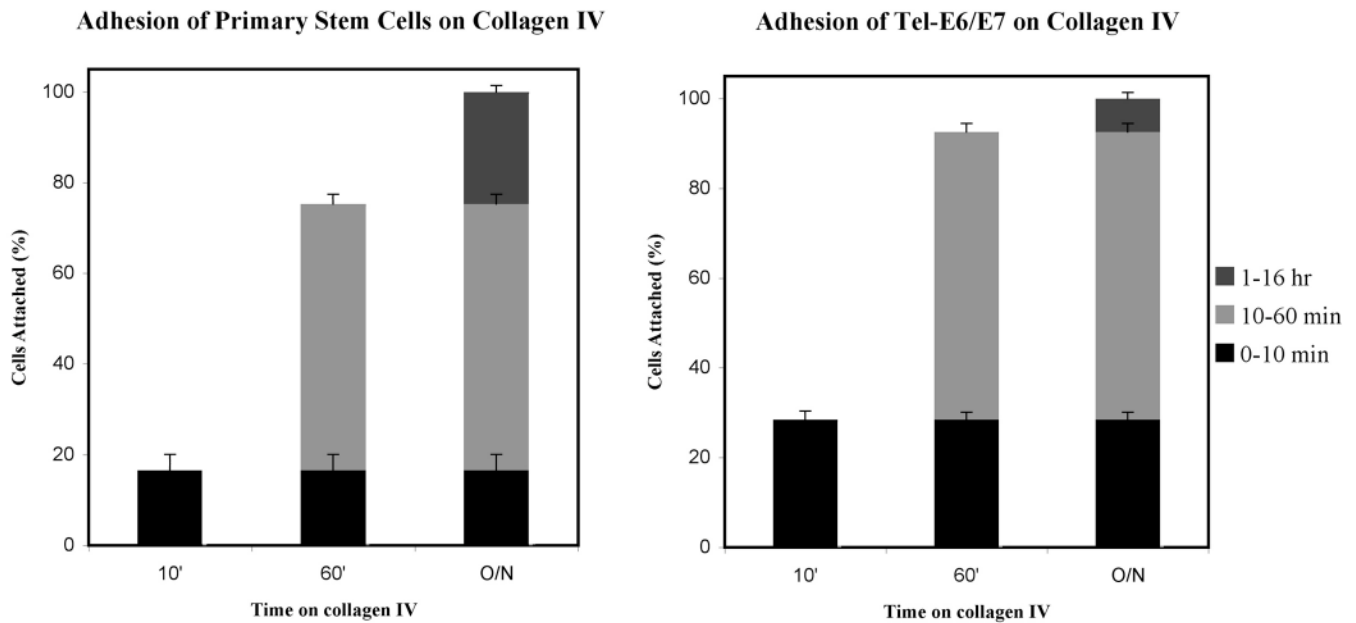 Adhesion of Primary Stem Cells on Collagen IV
100
80
60
40
20
0
Cells Attached (%)
10'
60'
O/N
Time on collagen IV
Adhesion of Tel-E6/E7 on Collagen IV
100
80
60
40
20
0
Cells Attached (%)
10'
60'
O/N
Time on collagen IV
1-16 hr
10-60 min
0-10 min